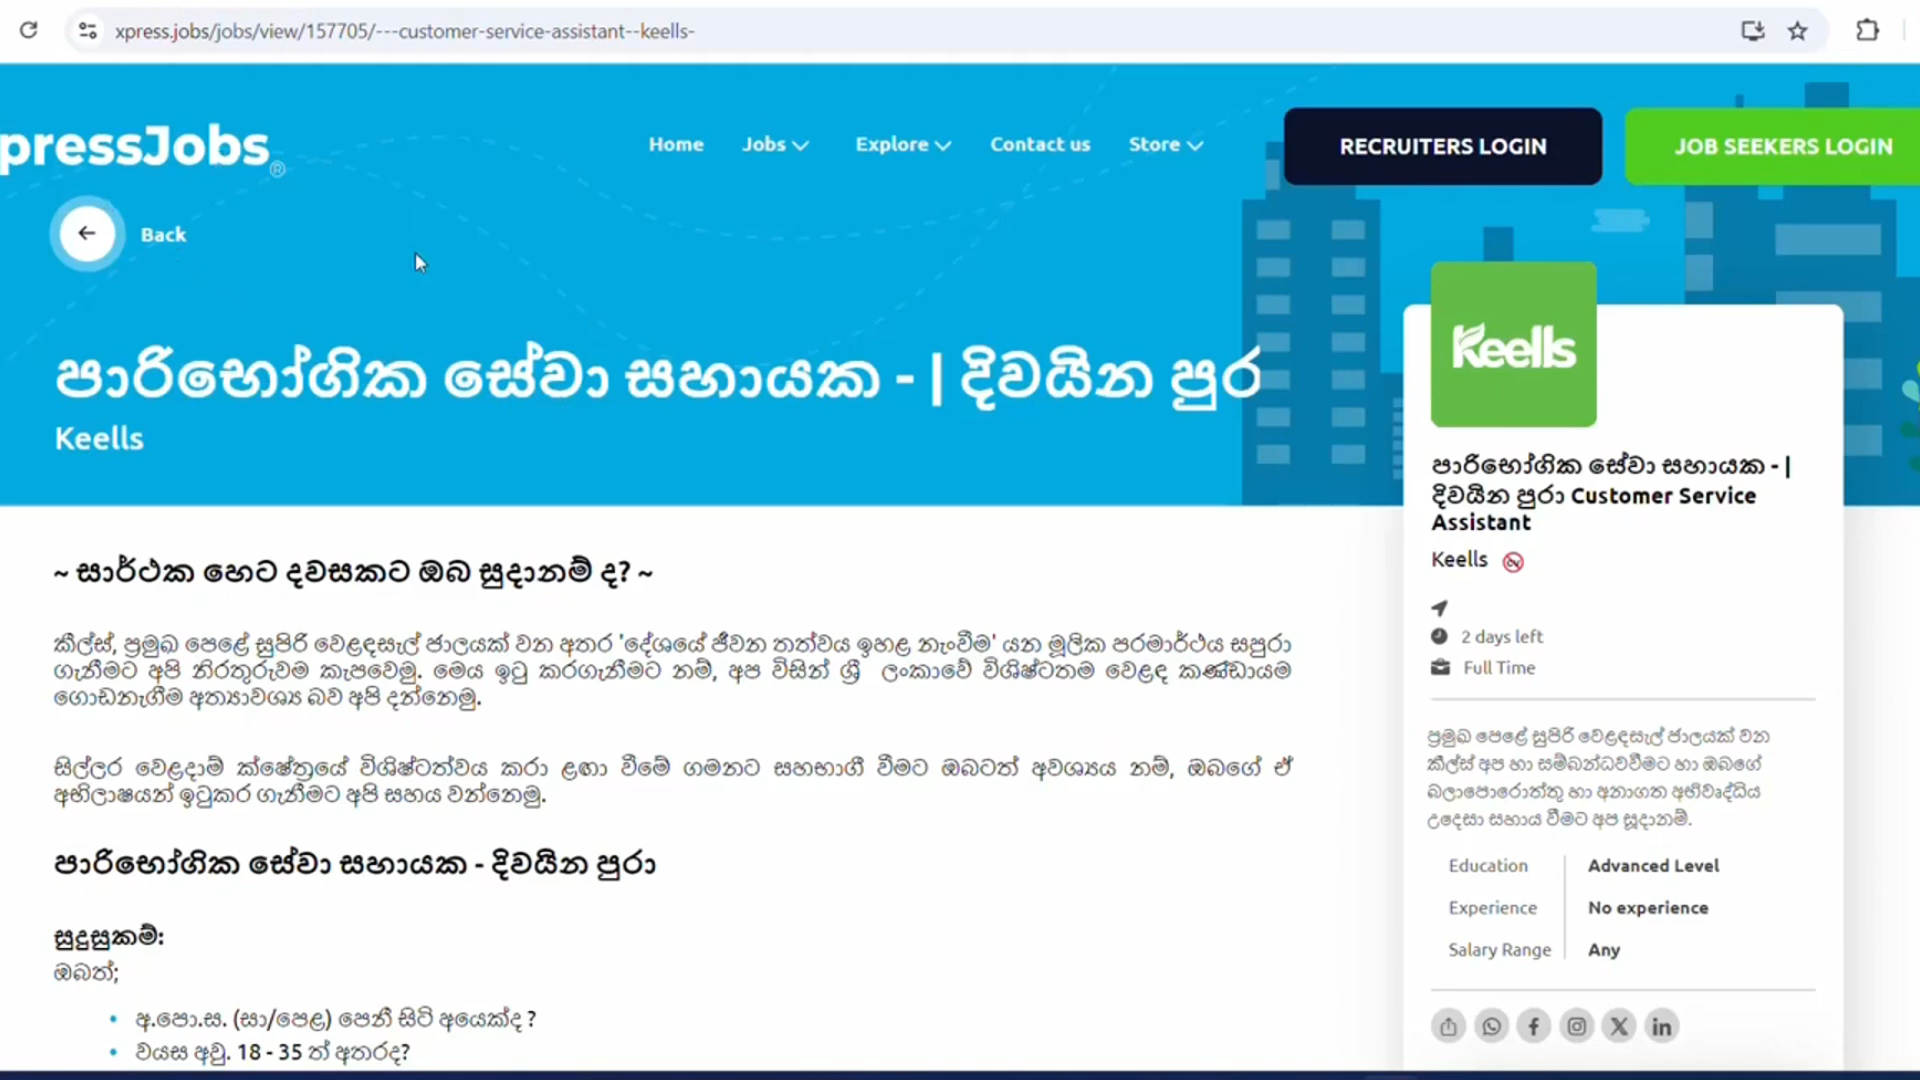 xpress.jobs/jobs/view/157705/---customer-service-assistant--keells-
pressJobs®
Home
Jobs
Explore
Contact us
Store
RECRUITERS LOGIN
JOB SEEKERS LOGIN
Back
පාරිභෝගික සේවා සහායක - | දිවයින පුර
Keells
~ සාර්ථක හෙට දවසකට ඔබ සුදානම් ද? ~
කීල්ස්, ප්‍රමුඛ පෙළේ සුපිරි වෙළඳසැල් ජාලයක් වන අතර 'දේශයේ ජීවන තත්වය ඉහළ නැංවීම' යන මූලික පරමාර්ථය සපුරා
ගැනීමට අපි නිරතුරුවම කැපවෙමු. මෙය ඉටු කරගැනීමට නම්, අප විසින් ශ්‍රී ලංකාවේ විශිෂ්ටතම වෙළඳ කණ්ඩායම
ගොඩනැගීම අත්‍යාවශ්‍ය බව අපි දන්නෙමු.
සිල්ලර වෙළදාම් ක්ෂේත්‍රයේ විශිෂ්ටත්වය කරා ළඟා වීමේ ගමනට සහභාගී වීමට ඔබටත් අවශ්‍යය නම්, ඔබගේ ඒ
අභිලාෂයන් ඉටුකර ගැනීමට අපි සහය වන්නෙමු.
පාරිභෝගික සේවා සහායක - දිවයින පුරා
සුදුසුකම්:
ඔබත්;
• අ.පො.ස. (සා/පෙළ) පෙනී සිටි අයෙක්ද ?
• වයස අවු. 18 - 35 ත් අතරද?
Keells
පාරිභෝගික සේවා සහායක - |
දිවයින පුරා Customer Service
Assistant
Keells
2 days left
Full Time
ප්‍රමුඛ පෙළේ සුපිරි වෙළඳසැල් ජාලයක් වන
කීල්ස් අප හා සම්බන්ධවීමට හා ඔබගේ
බලාපොරොත්තු හා අනාගත අභිවෘද්ධිය
උදෙසා සහාය වීමට අප සූදානම්.
Education Advanced Level
Experience No experience
Salary Range Any